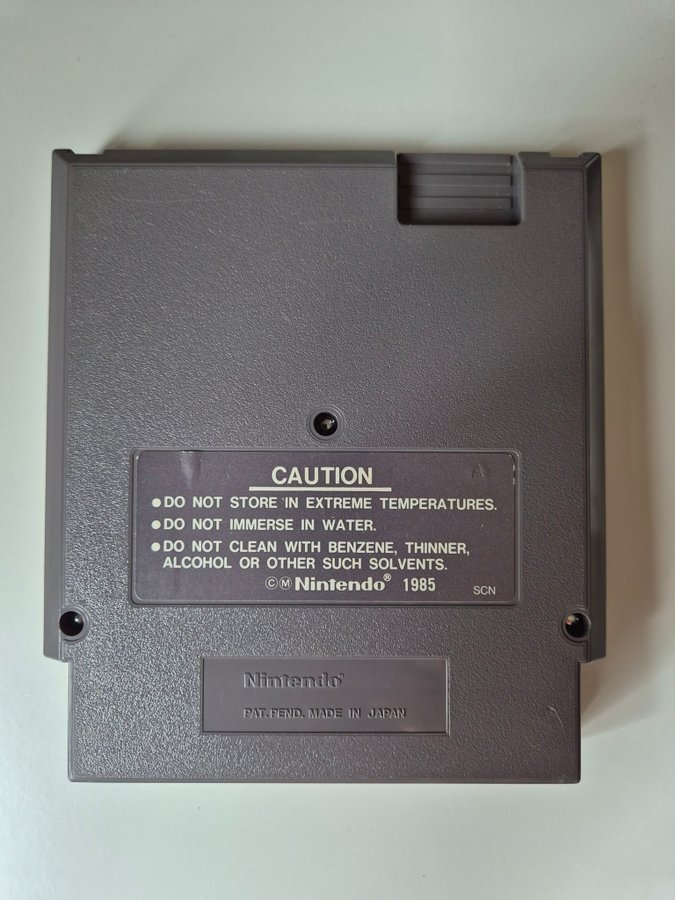 CAUTION
●DO NOT STORE IN EXTREME TEMPERATURES.
●DO NOT IMMERSE IN WATER.
●DO NOT CLEAN WITH BENZENE, THINNER,
ALCOHOL OR OTHER SUCH SOLVENTS.
ⒸⓂ Nintendo® 1985
SCN
Nintendo®
PAT. PEND. MADE IN JAPAN